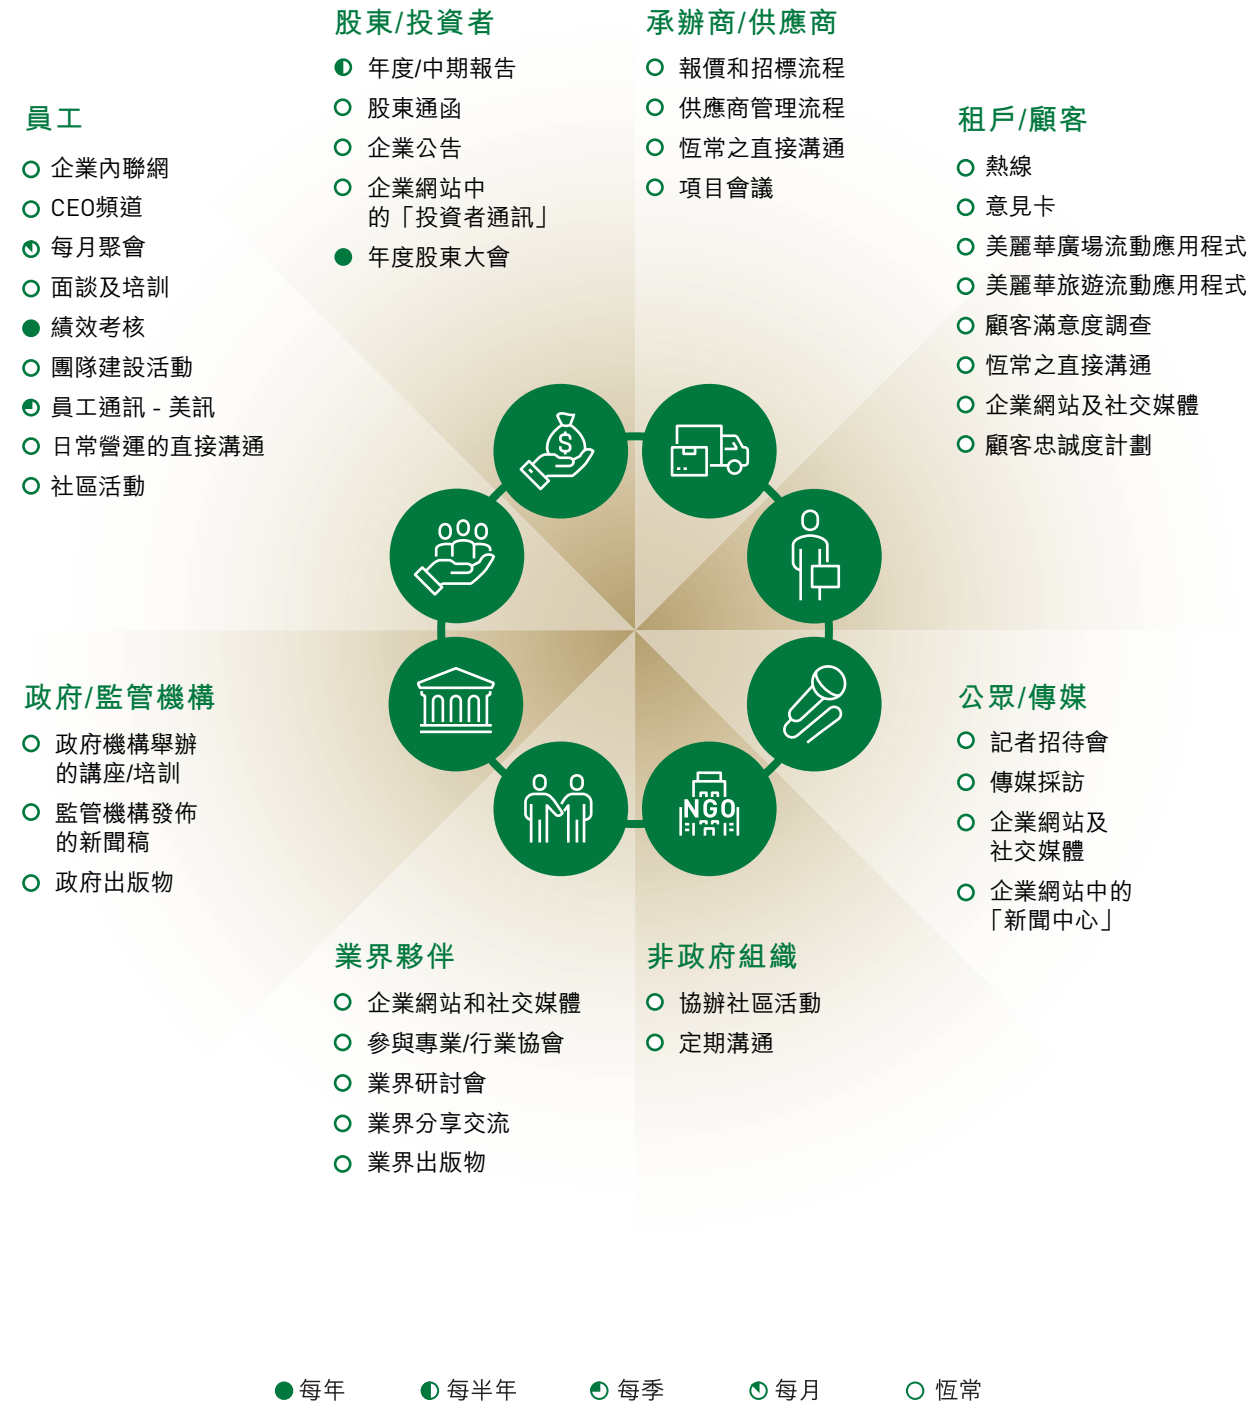 股東/投資者
年度/中期報告
股東通函
企業公告
企業網站中
的「投資者通訊」
年度股東大會
承辦商/供應商
報價和招標流程
供應商管理流程
恆常之直接溝通
項目會議
員工
企業內聯網
CEO頻道
每月聚會
面談及培訓
績效考核
團隊建設活動
員工通訊 - 美訊
日常營運的直接溝通
社區活動
租戶/顧客
熱線
意見卡
美麗華廣場流動應用程式
美麗華旅遊流動應用程式
顧客滿意度調查
恆常之直接溝通
企業網站及社交媒體
顧客忠誠度計劃
$
NGO
政府/監管機構
政府機構舉辦
的講座/培訓
監管機構發佈
的新聞稿
政府出版物
公眾/傳媒
記者招待會
傳媒採訪
企業網站及
社交媒體
企業網站中的
「新聞中心」
業界夥伴
企業網站和社交媒體
參與專業/行業協會
業界研討會
業界分享交流
業界出版物
非政府組織
協辦社區活動
定期溝通
每年 每半年 每季 每月 恆常